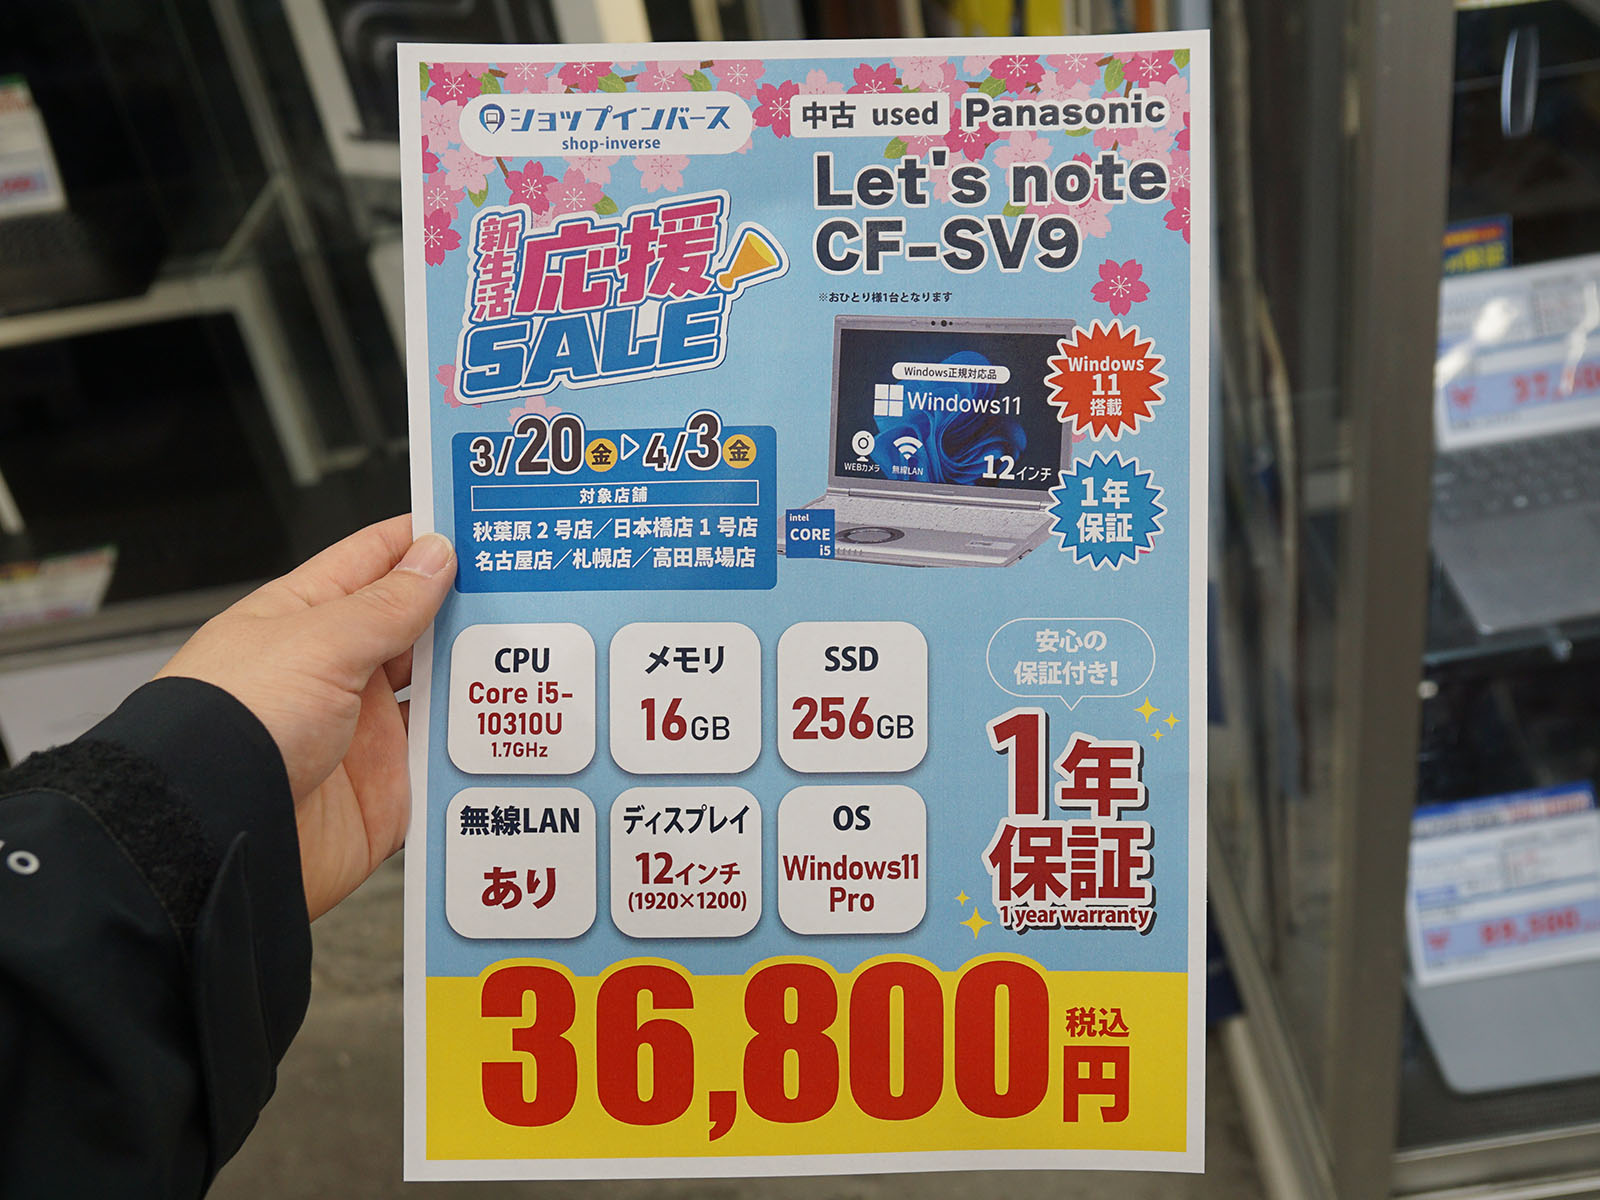 ショップインバース
shop-inverse
中古 used Panasonic
Let's note
CF-SV9
※おひとり様1台となります
新生活
応援
SALE
3/20金▷4/3金
対象店舗
秋葉原2号店／日本橋店1号店
名古屋店／札幌店／高田馬場店
Windows正規対応品
Windows11
WEBカメラ
無線LAN
12インチ
intel
CORE
i5
Windows
11
搭載
1年
保証
CPU
Core i5-
10310U
1.7GHz
メモリ
16GB
SSD
256GB
無線LAN
あり
ディスプレイ
12インチ
(1920×1200)
OS
Windows11
Pro
安心の
保証付き!
1年
保証
1 year warranty
36,800
税込
円